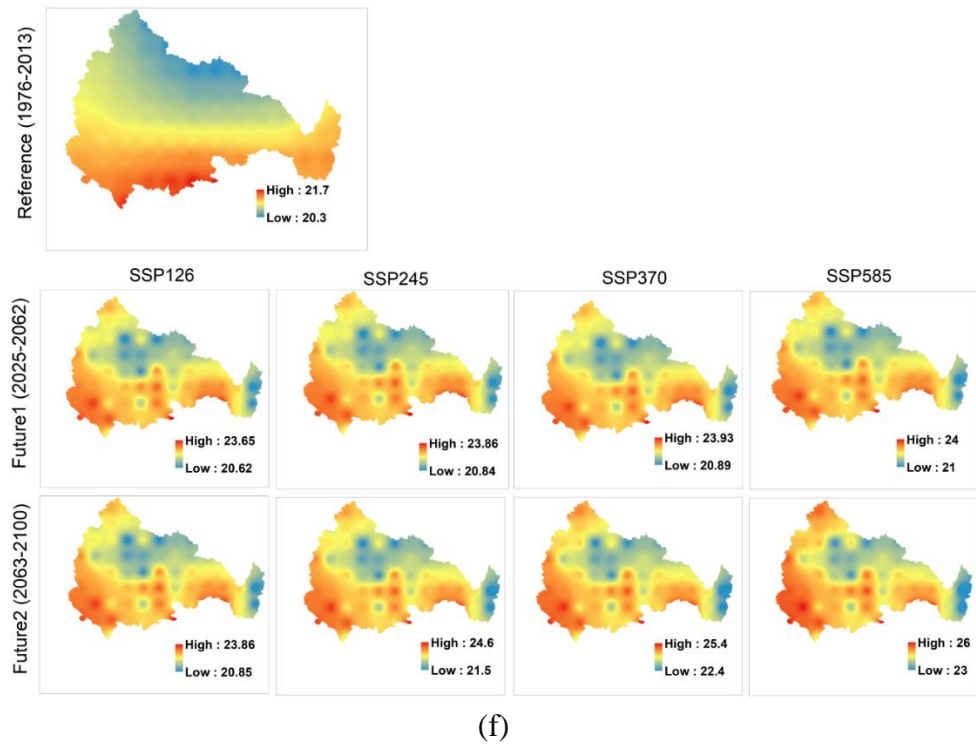 Reference (1976-2013)
High : 21.7
Low : 20.3
SSP126
SSP245
SSP370
SSP585
Future1 (2025-2062)
High : 23.65
Low : 20.62
High : 23.86
Low : 20.84
High : 23.93
Low : 20.89
High : 24
Low : 21
Future2 (2063-2100)
High : 23.86
Low : 20.85
High : 24.6
Low : 21.5
High : 25.4
Low : 22.4
High : 26
Low : 23
(f)